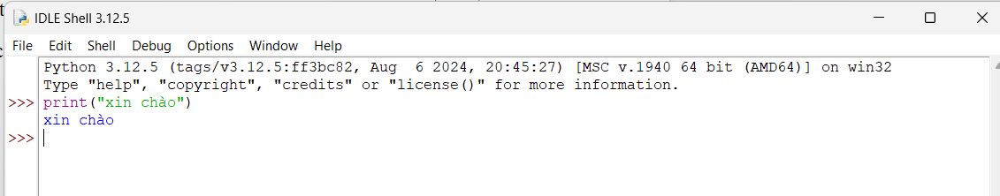 IDLE Shell 3.12.5
File Edit Shell Debug Options Window Help
Python 3.12.5 (tags/v3.12.5:ff3bc82, Aug  6 2024, 20:45:27) [MSC v.1940 64 bit (AMD64)] on win32
Type "help", "copyright", "credits" or "license()" for more information.
>>> print("xin chào")
xin chào
>>>